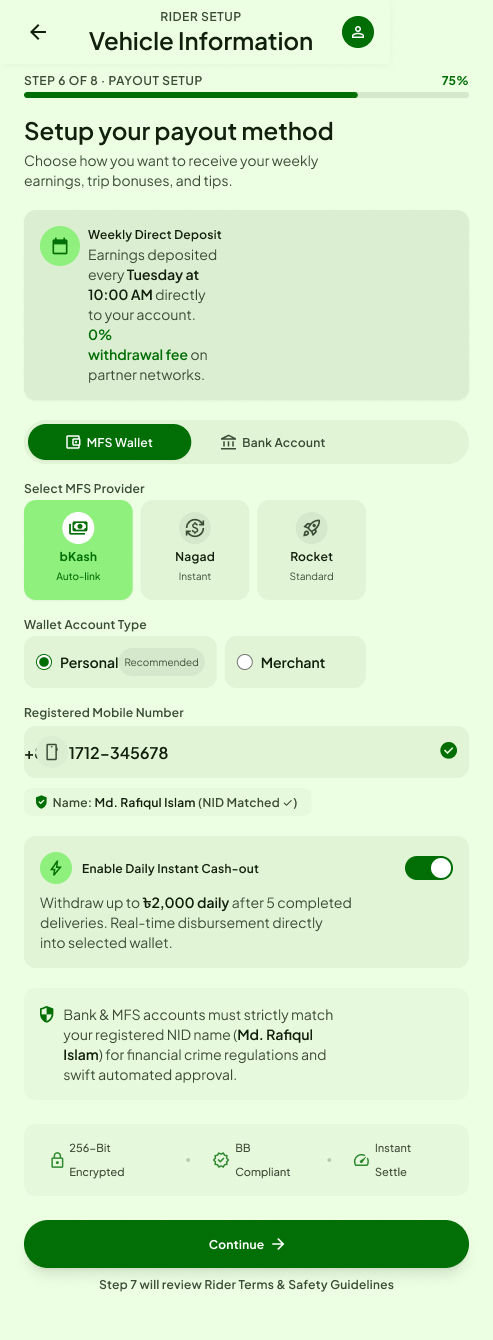 RIDER SETUP
Vehicle Information
STEP 6 OF 8 · PAYOUT SETUP 75%
Setup your payout method
Choose how you want to receive your weekly
earnings, trip bonuses, and tips.
Weekly Direct Deposit
Earnings deposited
every Tuesday at
10:00 AM directly
to your account.
0%
withdrawal fee on
partner networks.
MFS Wallet Bank Account
Select MFS Provider
bKash Nagad Rocket
Auto-link Instant Standard
Wallet Account Type
Personal Recommended Merchant
Registered Mobile Number
1712-345678
Name: Md. Rafiqul Islam (NID Matched ✓)
Enable Daily Instant Cash-out
Withdraw up to ৳2,000 daily after 5 completed
deliveries. Real-time disbursement directly
into selected wallet.
Bank & MFS accounts must strictly match
your registered NID name (Md. Rafiqul
Islam) for financial crime regulations and
swift automated approval.
256-Bit
Encrypted
•
BB
Compliant
•
Instant
Settle
Continue →
Step 7 will review Rider Terms & Safety Guidelines